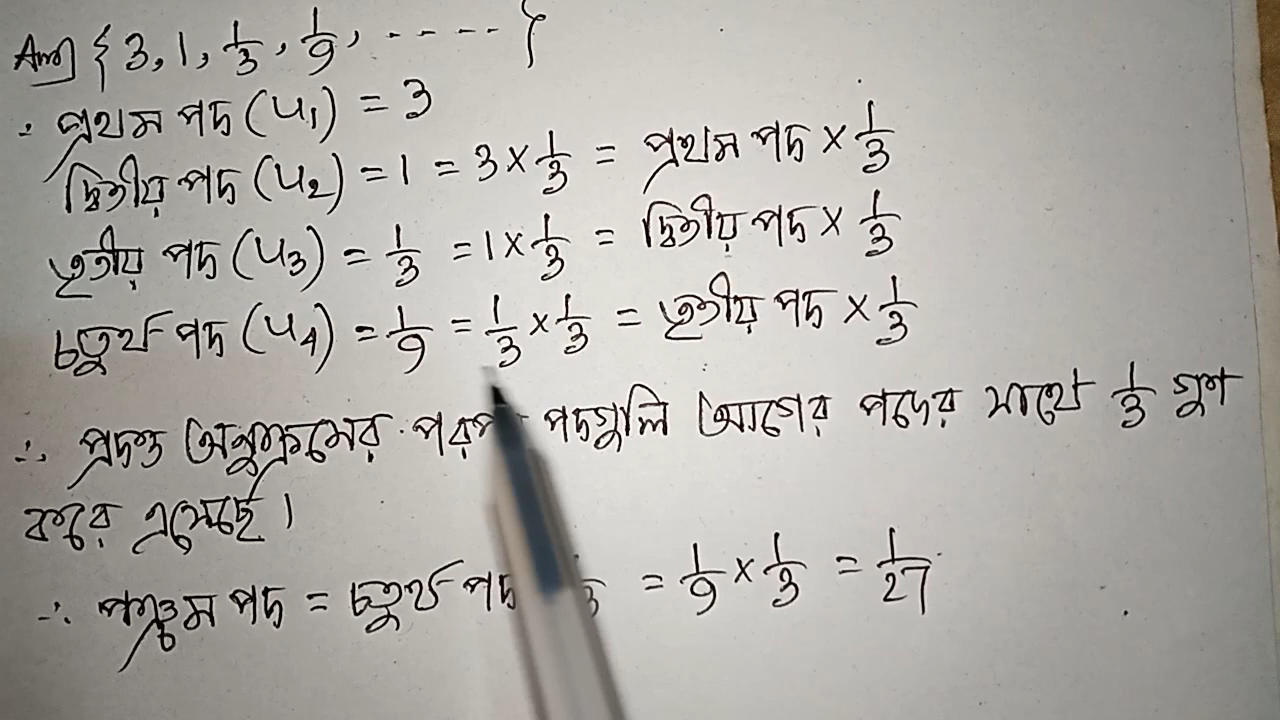 Ans] { 3, 1, 1/3, 1/9, ----- }
∴ প্রথম পদ (u₁) = 3
দ্বিতীয় পদ (u₂) = 1 = 3 × 1/3 = প্রথম পদ × 1/3
তৃতীয় পদ (u₃) = 1/3 = 1 × 1/3 = দ্বিতীয় পদ × 1/3
চতুর্থ পদ (u₄) = 1/9 = 1/3 × 1/3 = তৃতীয় পদ × 1/3
∴ প্রদত্ত অনুক্রমের পদগুলি আগের পদের সাথে 1/3 গুণ
করে এসেছে।
∴ পঞ্চম পদ = চতুর্থ পদ = 1/9 × 1/3 = 1/27